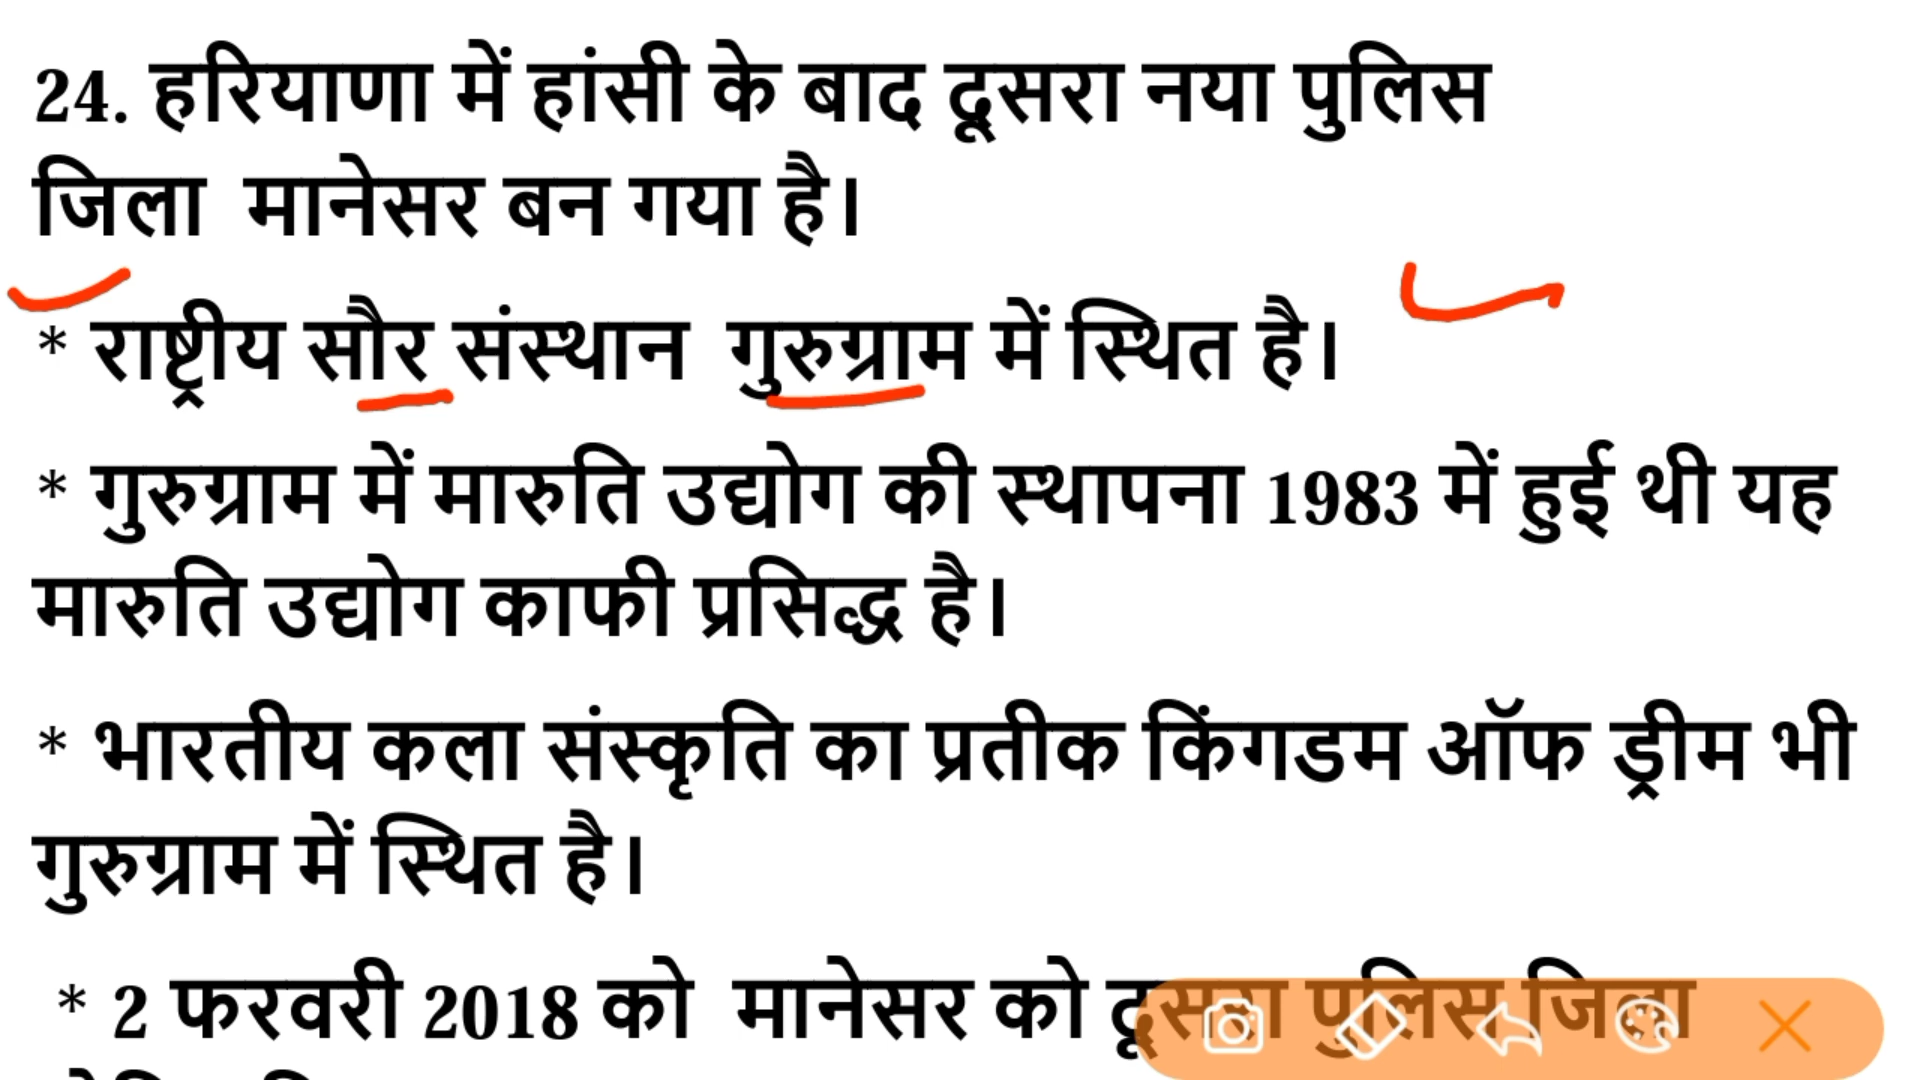 24. हरियाणा में हांसी के बाद दूसरा नया पुलिस
जिला मानेसर बन गया है।
* राष्ट्रीय सौर संस्थान गुरुग्राम में स्थित है।
* गुरुग्राम में मारुति उद्योग की स्थापना 1983 में हुई थी यह
मारुति उद्योग काफी प्रसिद्ध है।
* भारतीय कला संस्कृति का प्रतीक किंगडम ऑफ ड्रीम भी
गुरुग्राम में स्थित है।
* 2 फरवरी 2018 को मानेसर को दूसरा पुलिस जिला